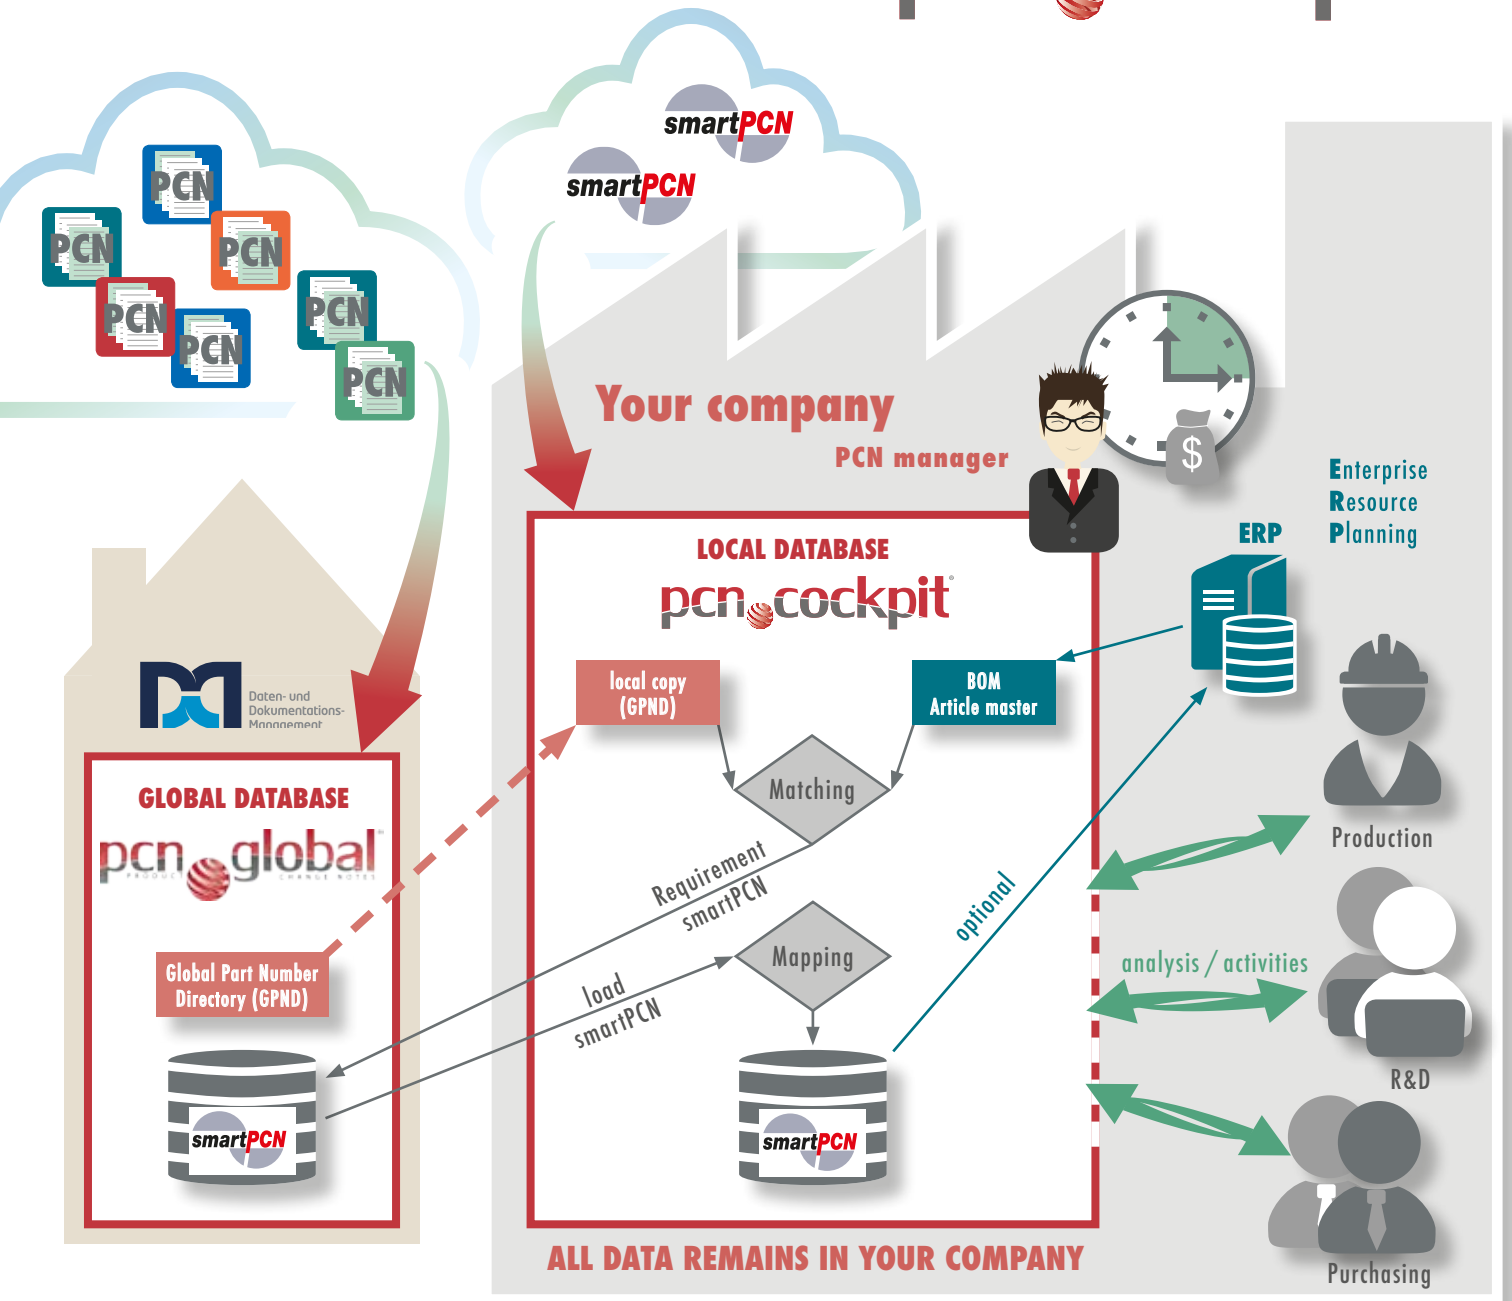 smartPCN
smartPCN
PCN
PCN
PCN
PCN
PCN
PCN
PCN
Your company
PCN manager
$
Enterprise
Resource
Planning
ERP
LOCAL DATABASE
pcn cockpit®
local copy
(GPND)
BOM
Article master
Matching
Requirement
smartPCN
load
smartPCN
Mapping
optional
smartPCN
ALL DATA REMAINS IN YOUR COMPANY
Daten- und
Dokumentations-
Management
GLOBAL DATABASE
pcn global
PRODUCT CHANGE NOTES
Global Part Number
Directory (GPND)
smartPCN
Production
analysis / activities
R&D
Purchasing